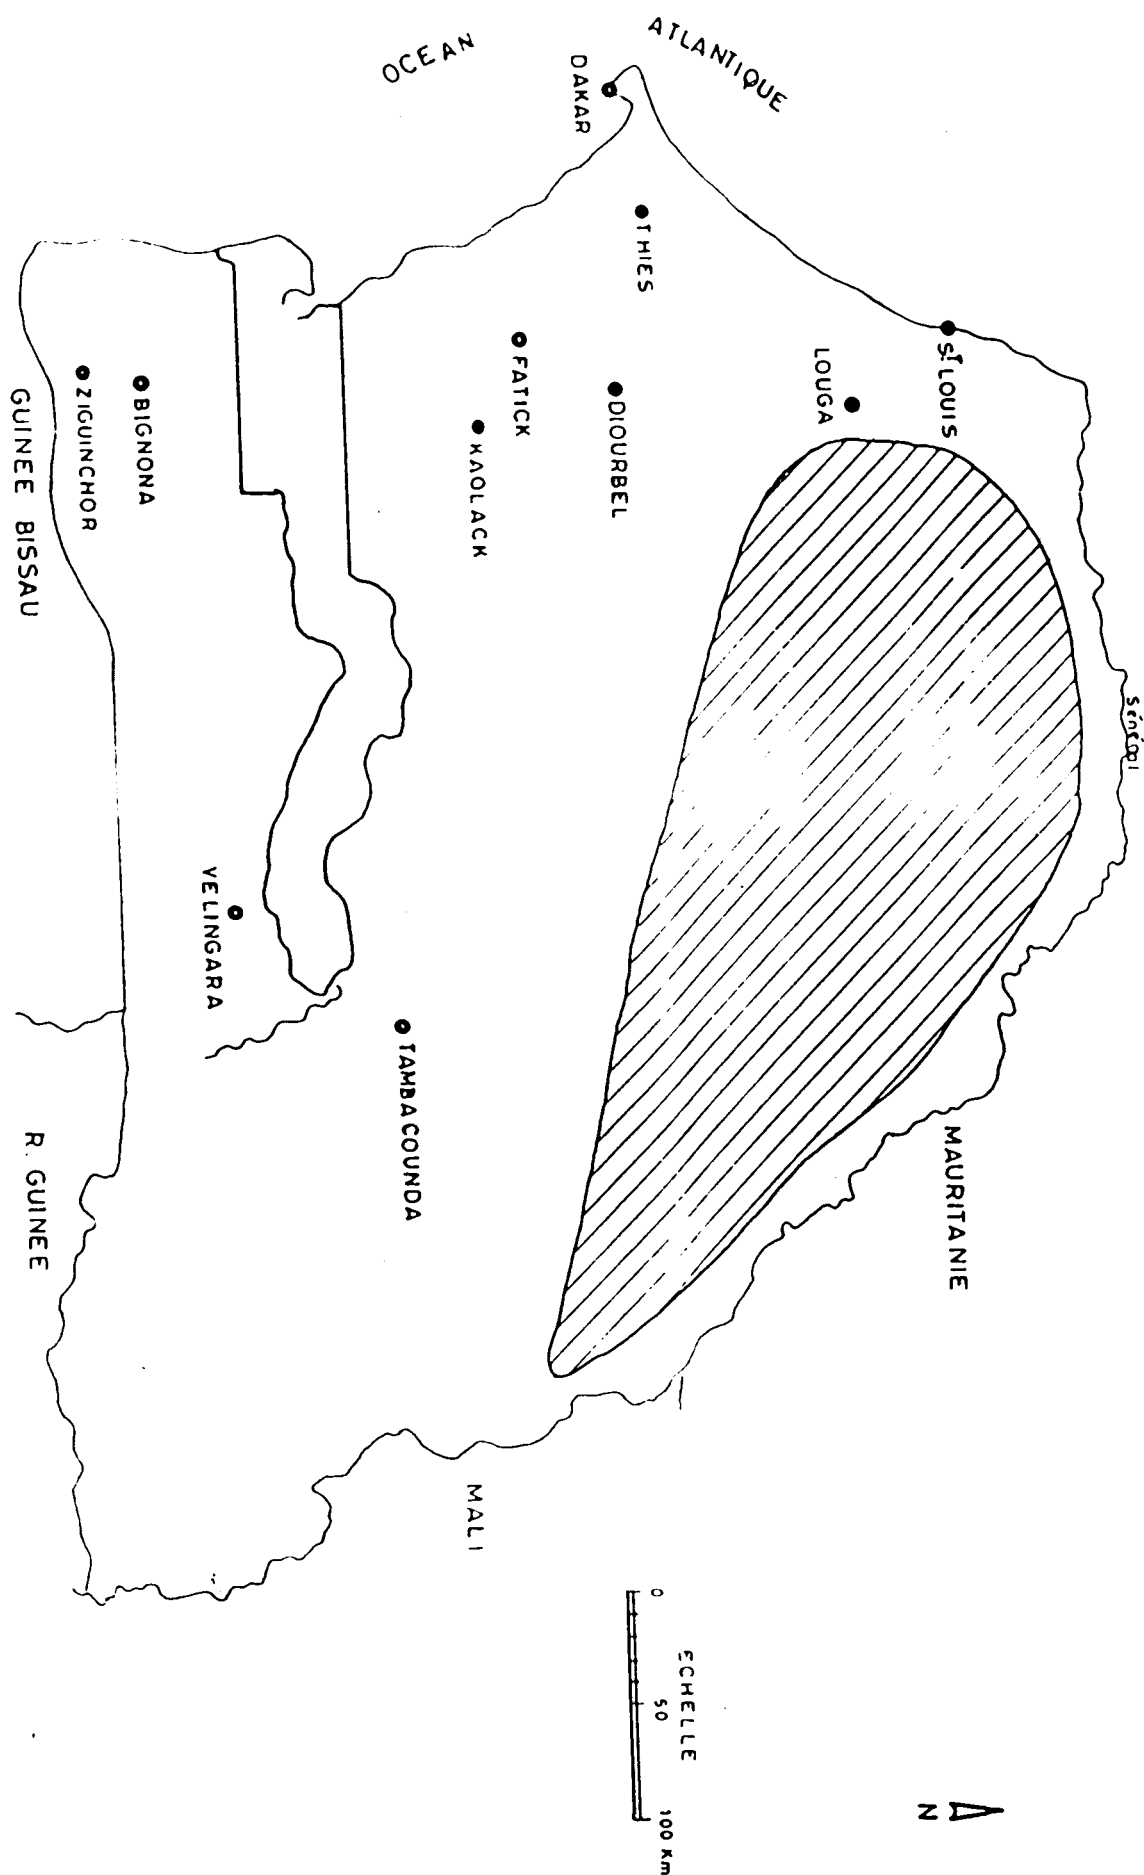 OCEAN
ATLANTIQUE
DAKAR
THIES
ST LOUIS
LOUGA
DIOURBEL
FATICK
KAOLACK
BIGNONA
ZIGUINCHOR
GUINEE BISSAU
Sénégal
MAURITANIE
VELINGARA
TAMBACOUNDA
R. GUINEE
MALI
ECHELLE
0 50 100 Km
N